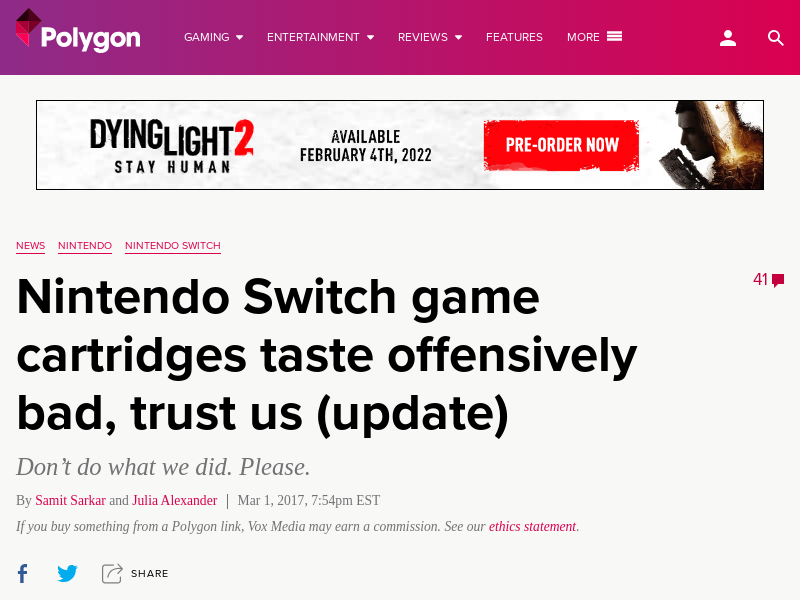 Polygon
GAMING
ENTERTAINMENT
REVIEWS
FEATURES
MORE
DYING LIGHT 2
STAY HUMAN
AVAILABLE
FEBRUARY 4TH, 2022
PRE-ORDER NOW
NEWS NINTENDO NINTENDO SWITCH
Nintendo Switch game
cartridges taste offensively
bad, trust us (update)
41
Don’t do what we did. Please.
By Samit Sarkar and Julia Alexander | Mar 1, 2017, 7:54pm EST
If you buy something from a Polygon link, Vox Media may earn a commission. See our ethics statement.
SHARE